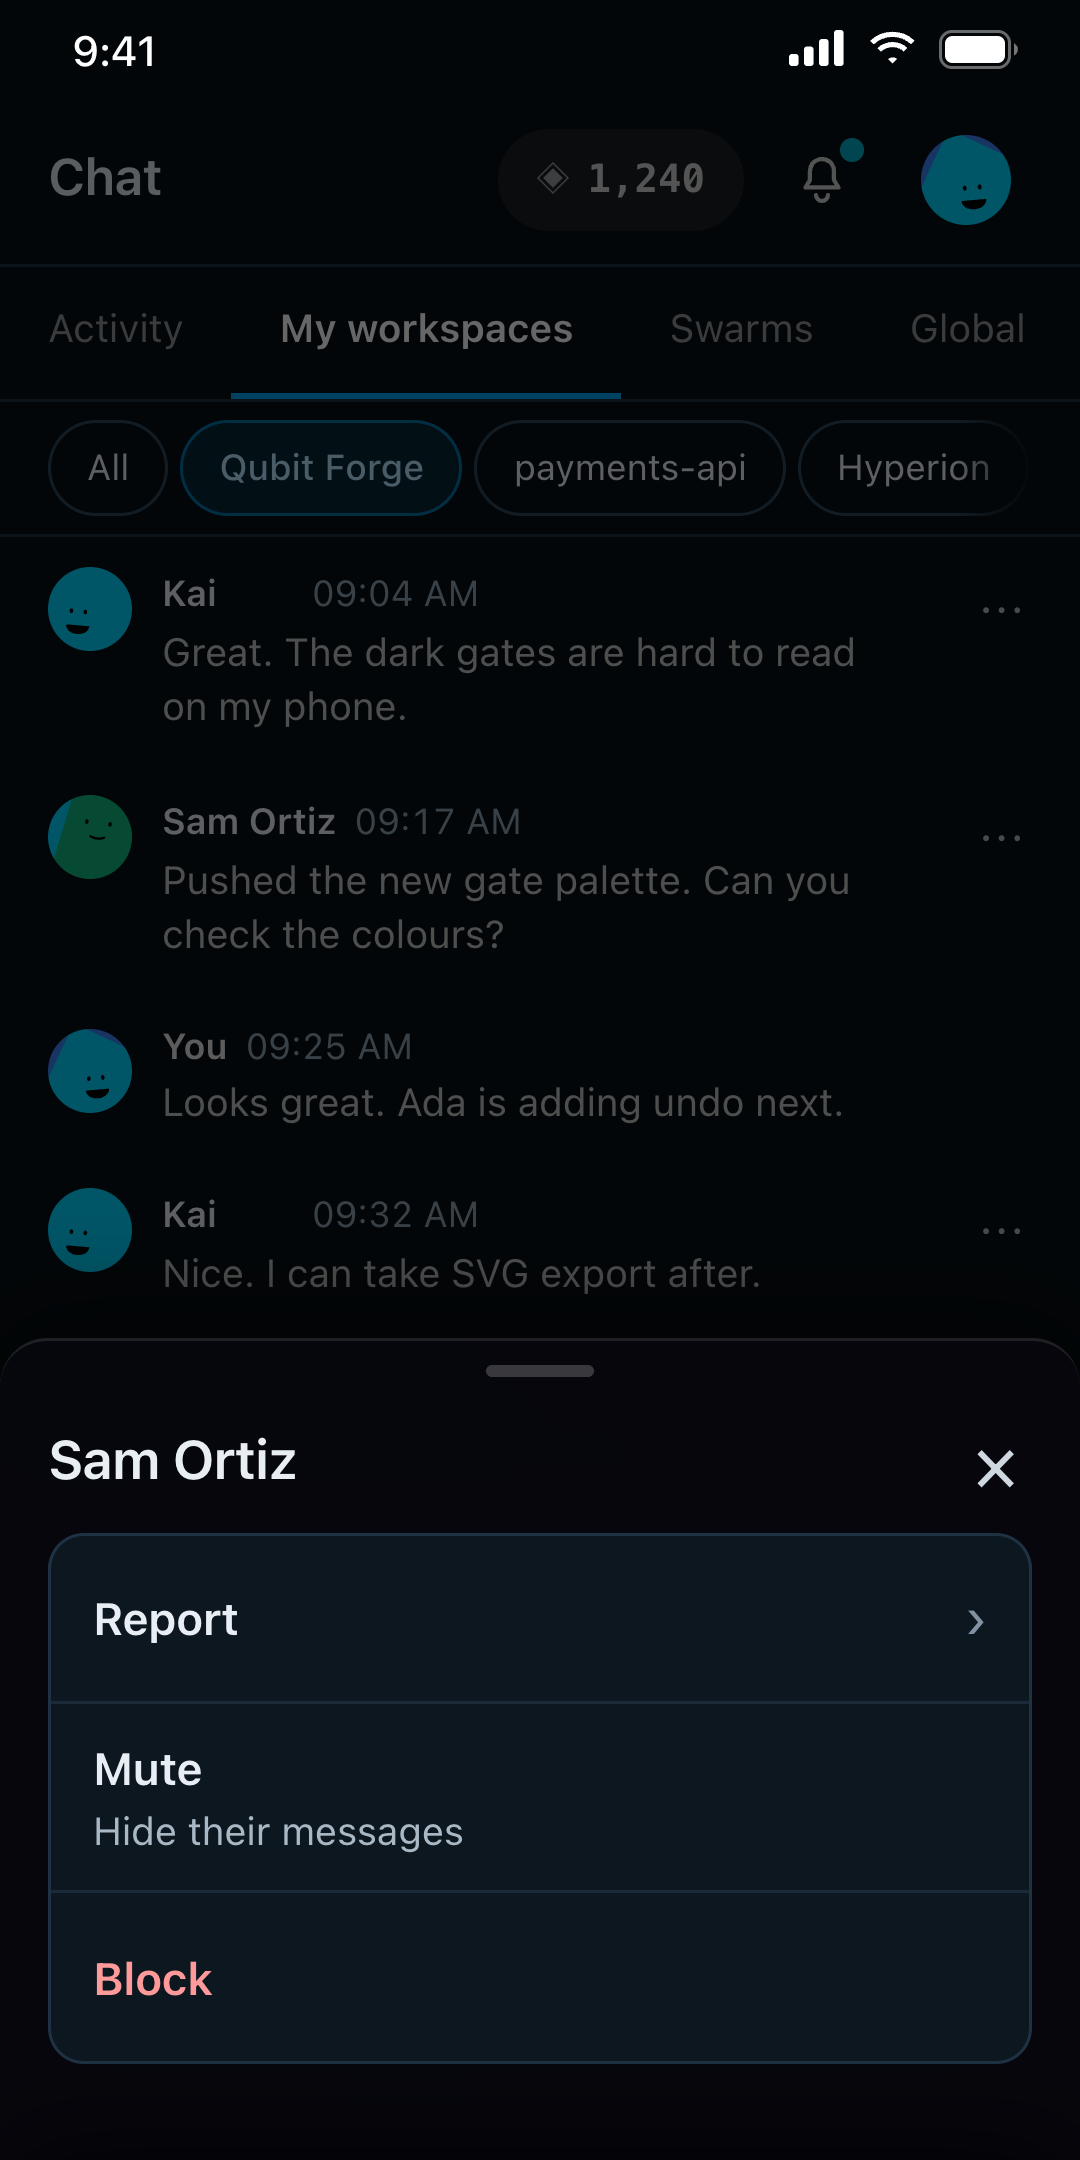 9:41
Chat
1,240
Activity My workspaces Swarms Global
All Qubit Forge payments-api Hyperion
Kai 09:04 AM
Great. The dark gates are hard to read
on my phone.
Sam Ortiz 09:17 AM
Pushed the new gate palette. Can you
check the colours?
You 09:25 AM
Looks great. Ada is adding undo next.
Kai 09:32 AM
Nice. I can take SVG export after.
Sam Ortiz
Report
Mute
Hide their messages
Block